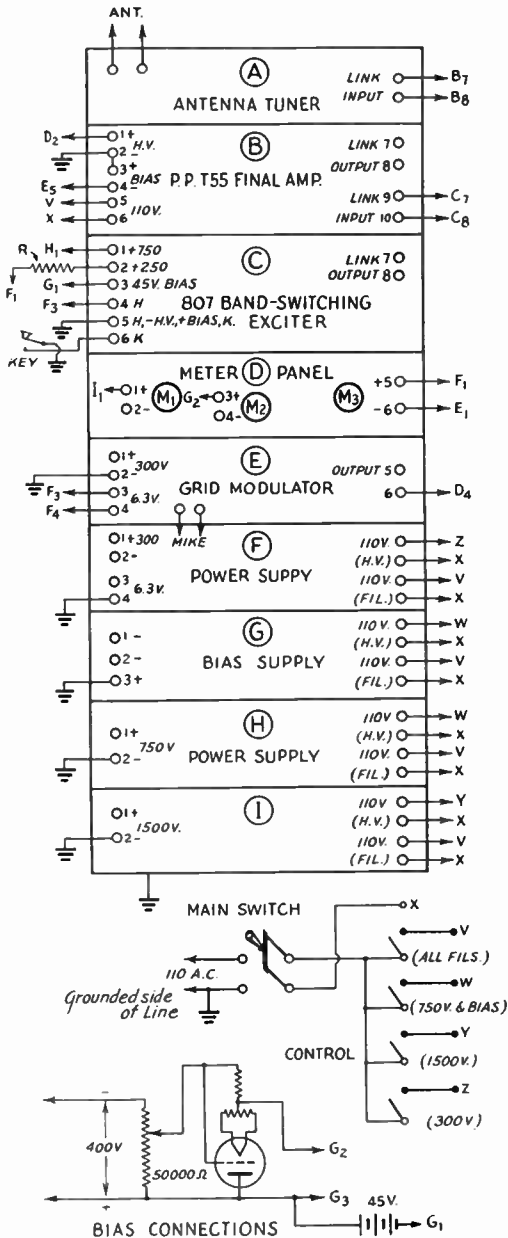 ANT.
A
ANTENNA TUNER
LINK B7
INPUT B8
D2 1+ H.V.
2-
3+ BIAS
E5 4-
V 5 110V.
X 6
B
P.P. T55 FINAL AMP.
LINK 7
OUTPUT 8
LINK 9 C7
INPUT 10 C8
R H1 1+750
F1 2+250
G1 3 45V. BIAS
F3 4 H
5 H,-H.V.,+BIAS, K.
6 K
KEY
C
807 BAND-SWITCHING
EXCITER
LINK 7
OUTPUT 8
METER D PANEL
I1 1+ M1 G2 3+ M2 M3 +5 F1
2- 4- -6 E1
1+ 300V
2-
F3 3 6.3V.
F4 4
E
GRID MODULATOR
OUTPUT 5
6 D4
MIKE
1+300
2-
3 6.3V.
4
F
POWER SUPPY
110V. Z
(H.V.) X
110V. V
(FIL.) X
1-
2-
3+
G
BIAS SUPPLY
110V. W
(H.V.) X
110V. V
(FIL.) X
1+ 750V
2-
H
POWER SUPPLY
110V W
(H.V.) X
110V. V
(FIL.) X
1+ 1500V.
2-
I
110V Y
(H.V.) X
110V. V
(FIL.) X
MAIN SWITCH
X
110 A.C.
Grounded side
of Line
V
(ALL FILS.)
W
(750V. & BIAS)
CONTROL
Y
(1500V.)
Z
(300V)
-
400V
+
50000Ω
G2
G3
45V.
G1
BIAS CONNECTIONS